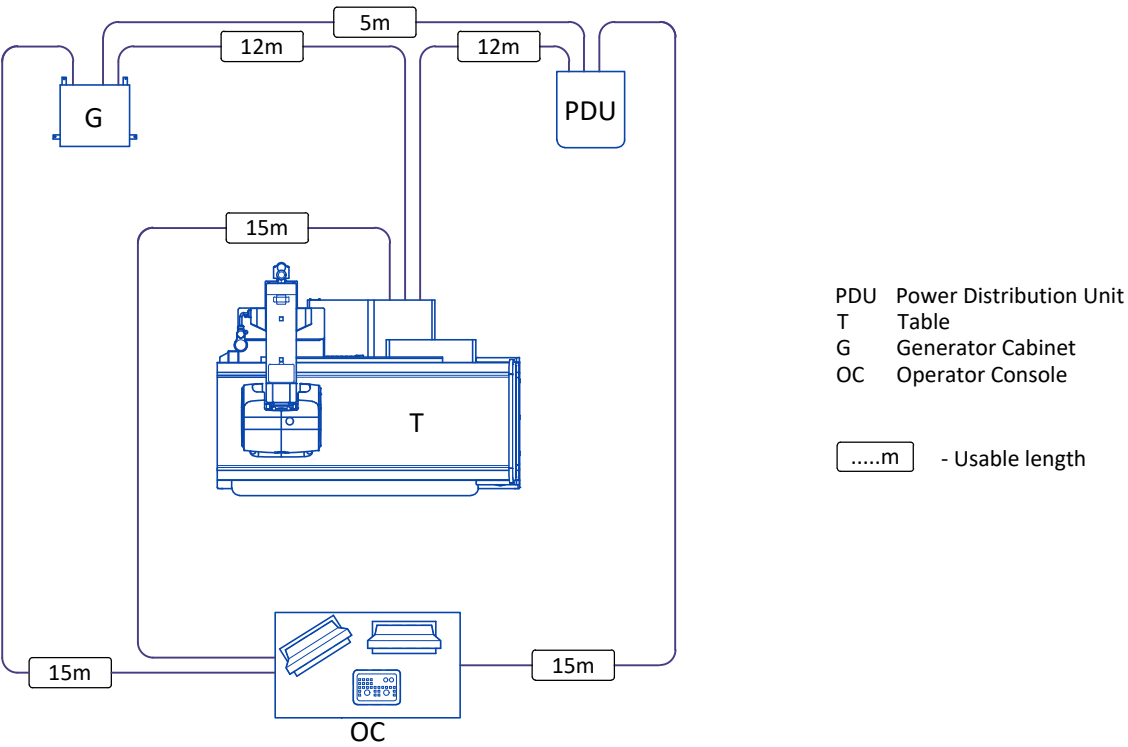 5m
12m
12m
G
PDU
15m
T
15m
15m
OC
PDU Power Distribution Unit
T Table
G Generator Cabinet
OC Operator Console
.....m - Usable length